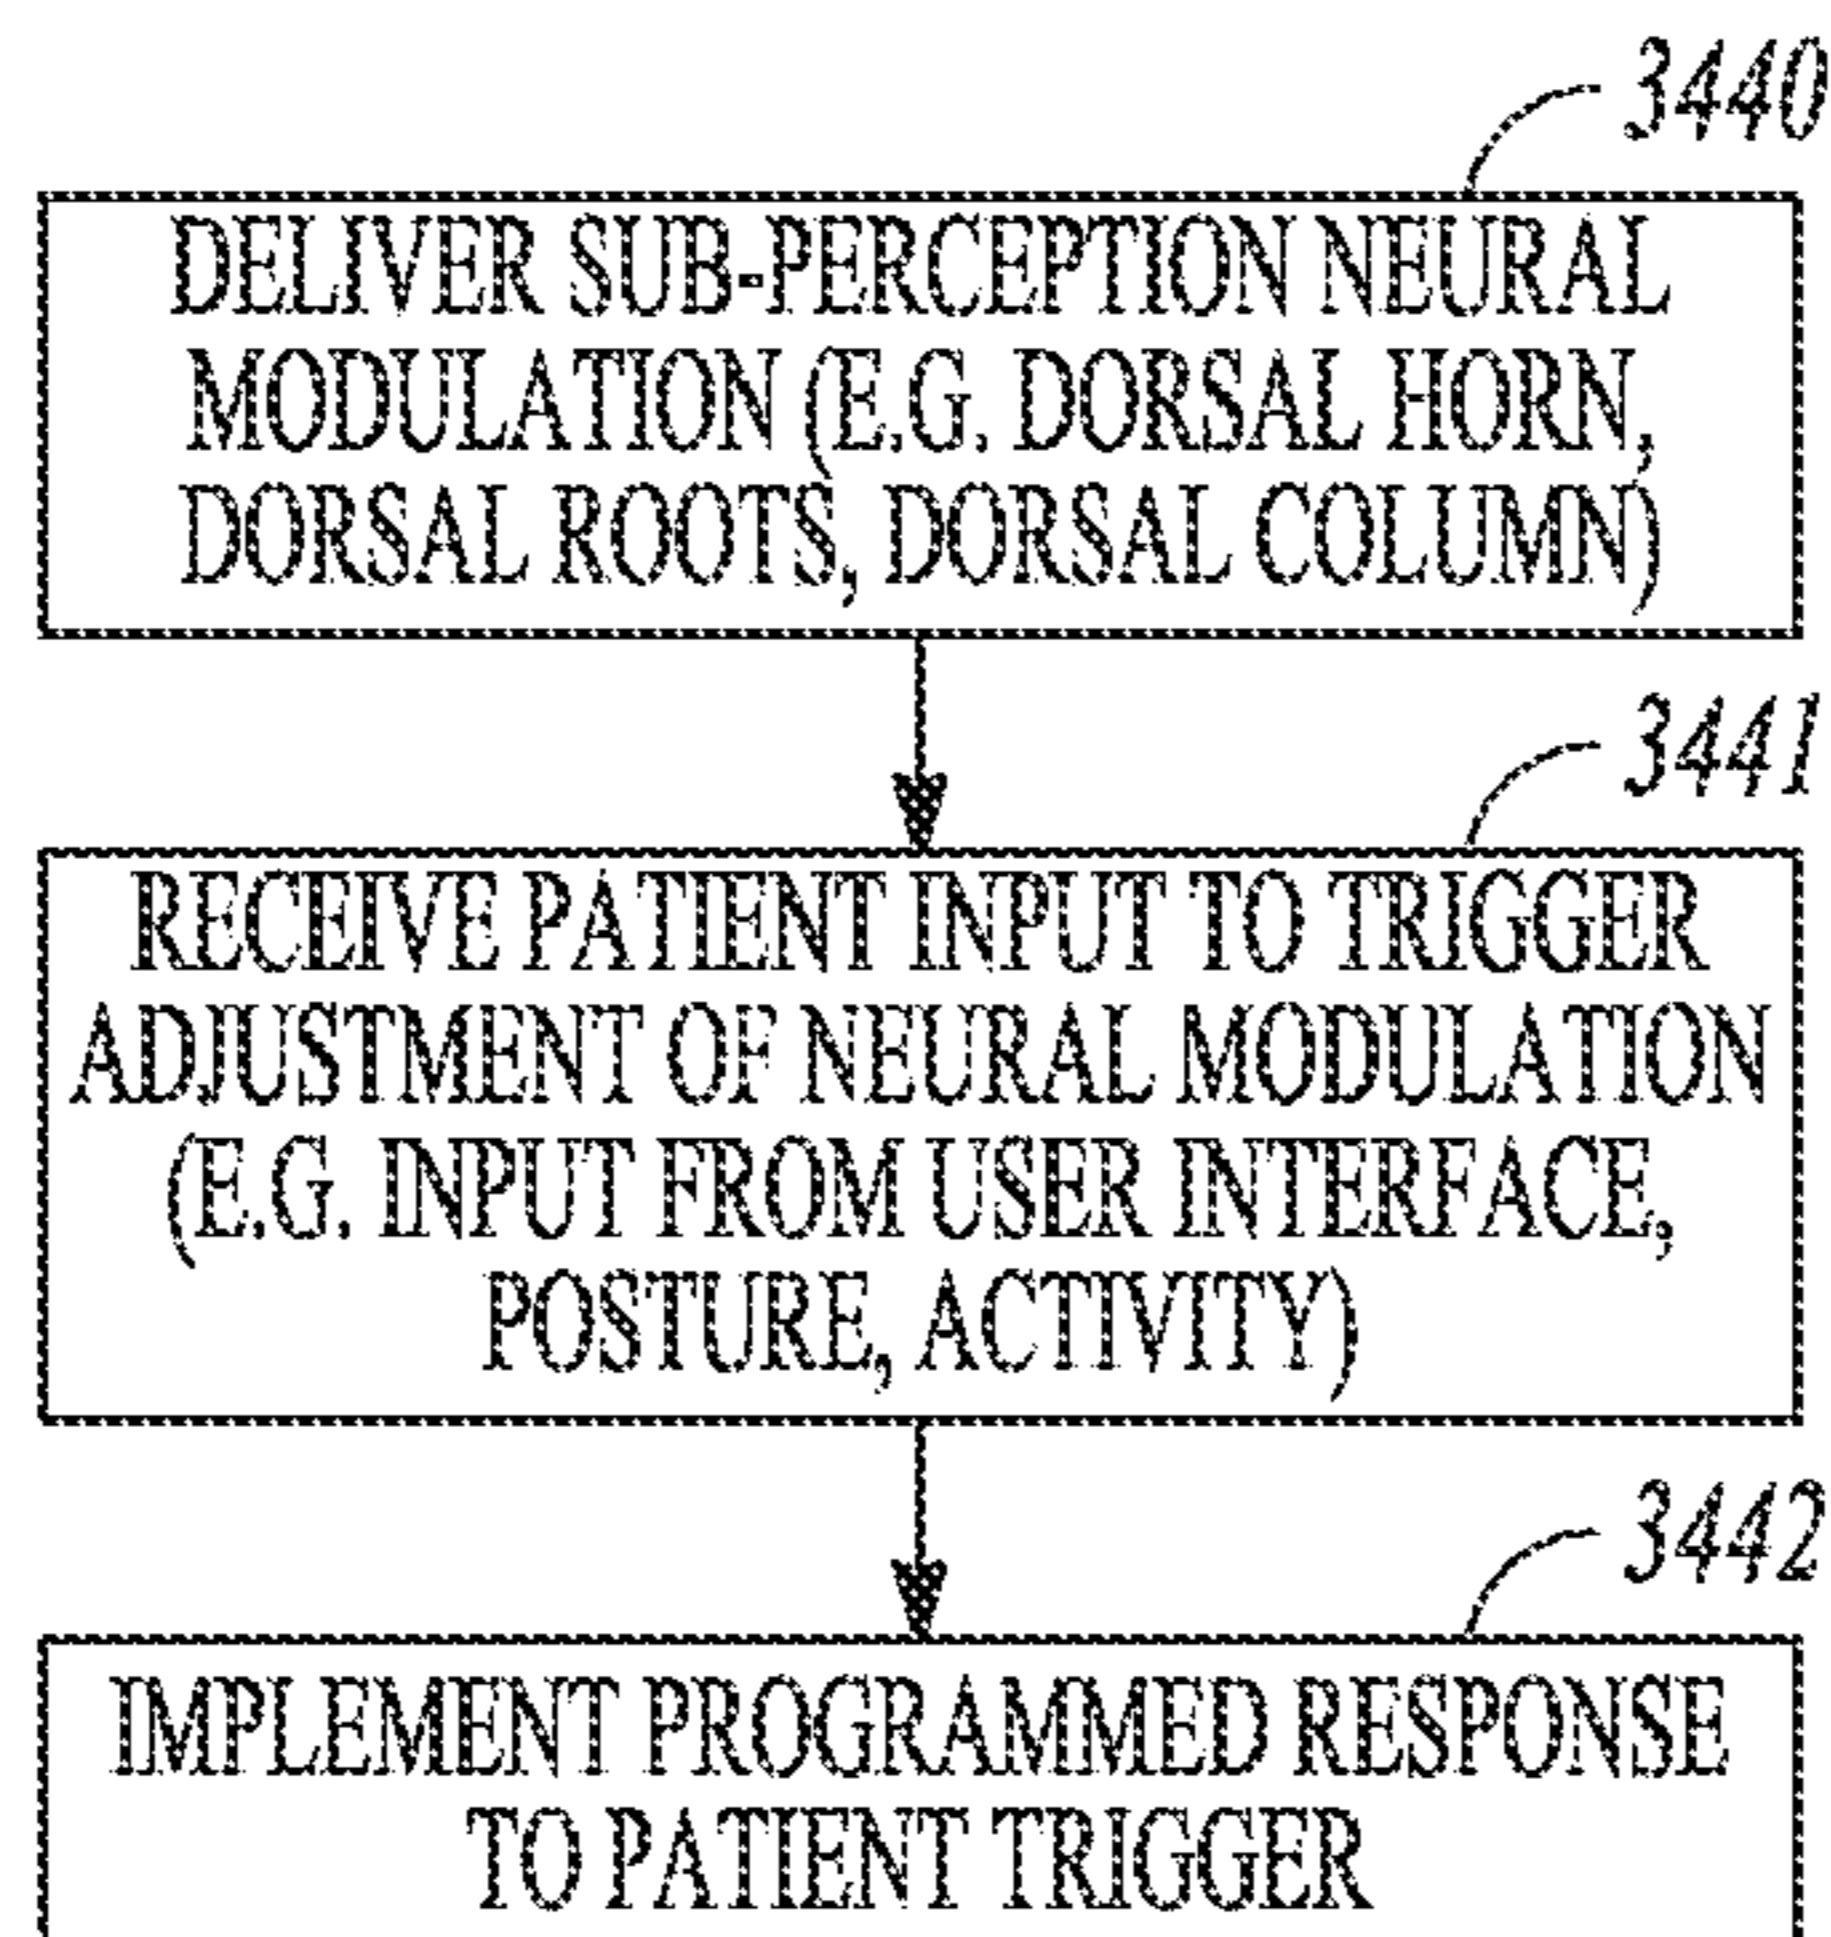 3440
DELIVER SUB-PERCEPTION NEURAL
MODULATION (E.G. DORSAL HORN,
DORSAL ROOTS, DORSAL COLUMN)
3441
RECEIVE PATIENT INPUT TO TRIGGER
ADJUSTMENT OF NEURAL MODULATION
(E.G. INPUT FROM USER INTERFACE,
POSTURE, ACTIVITY)
3442
IMPLEMENT PROGRAMMED RESPONSE
TO PATIENT TRIGGER